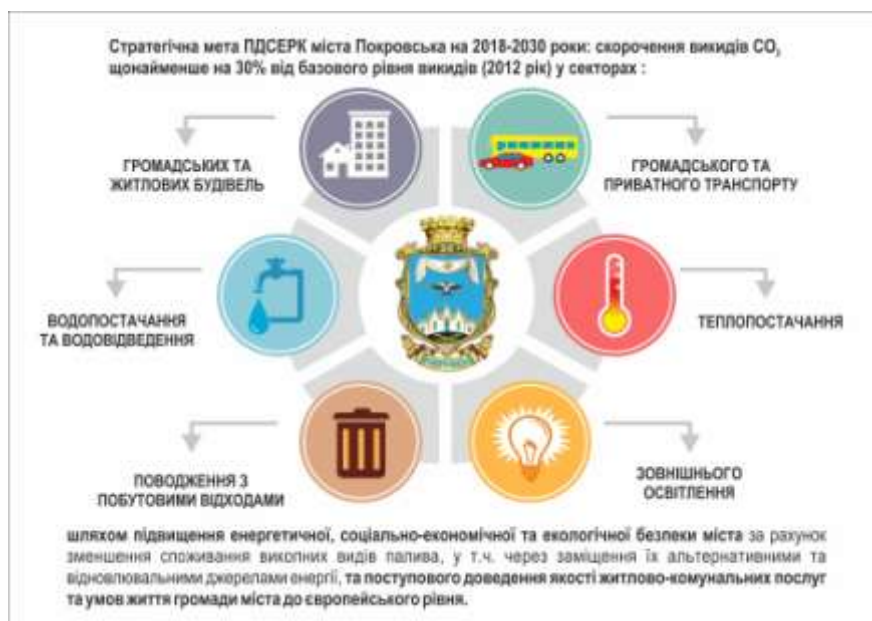 Стратегічна мета ПДСЕРК міста Покровська на 2018-2030 роки: скорочення викидів CO₂
щонайменше на 30% від базового рівня викидів (2012 рік) у секторах :
ГРОМАДСЬКИХ ТА
ЖИТЛОВИХ БУДІВЕЛЬ
ГРОМАДСЬКОГО ТА
ПРИВАТНОГО ТРАНСПОРТУ
ВОДОПОСТАЧАННЯ
ТА ВОДОВІДВЕДЕННЯ
ТЕПЛОПОСТАЧАННЯ
ПОВОДЖЕННЯ З
ПОБУТОВИМИ ВІДХОДАМИ
ЗОВНІШНЬОГО
ОСВІТЛЕННЯ
шляхом підвищення енергетичної, соціально-економічної та екологічної безпеки міста за рахунок
зменшення споживання викопних видів палива, у т.ч. через заміщення їх альтернативними та
відновлювальними джерелами енергії, та поступового доведення якості житлово-комунальних послуг
та умов життя громади міста до європейського рівня.